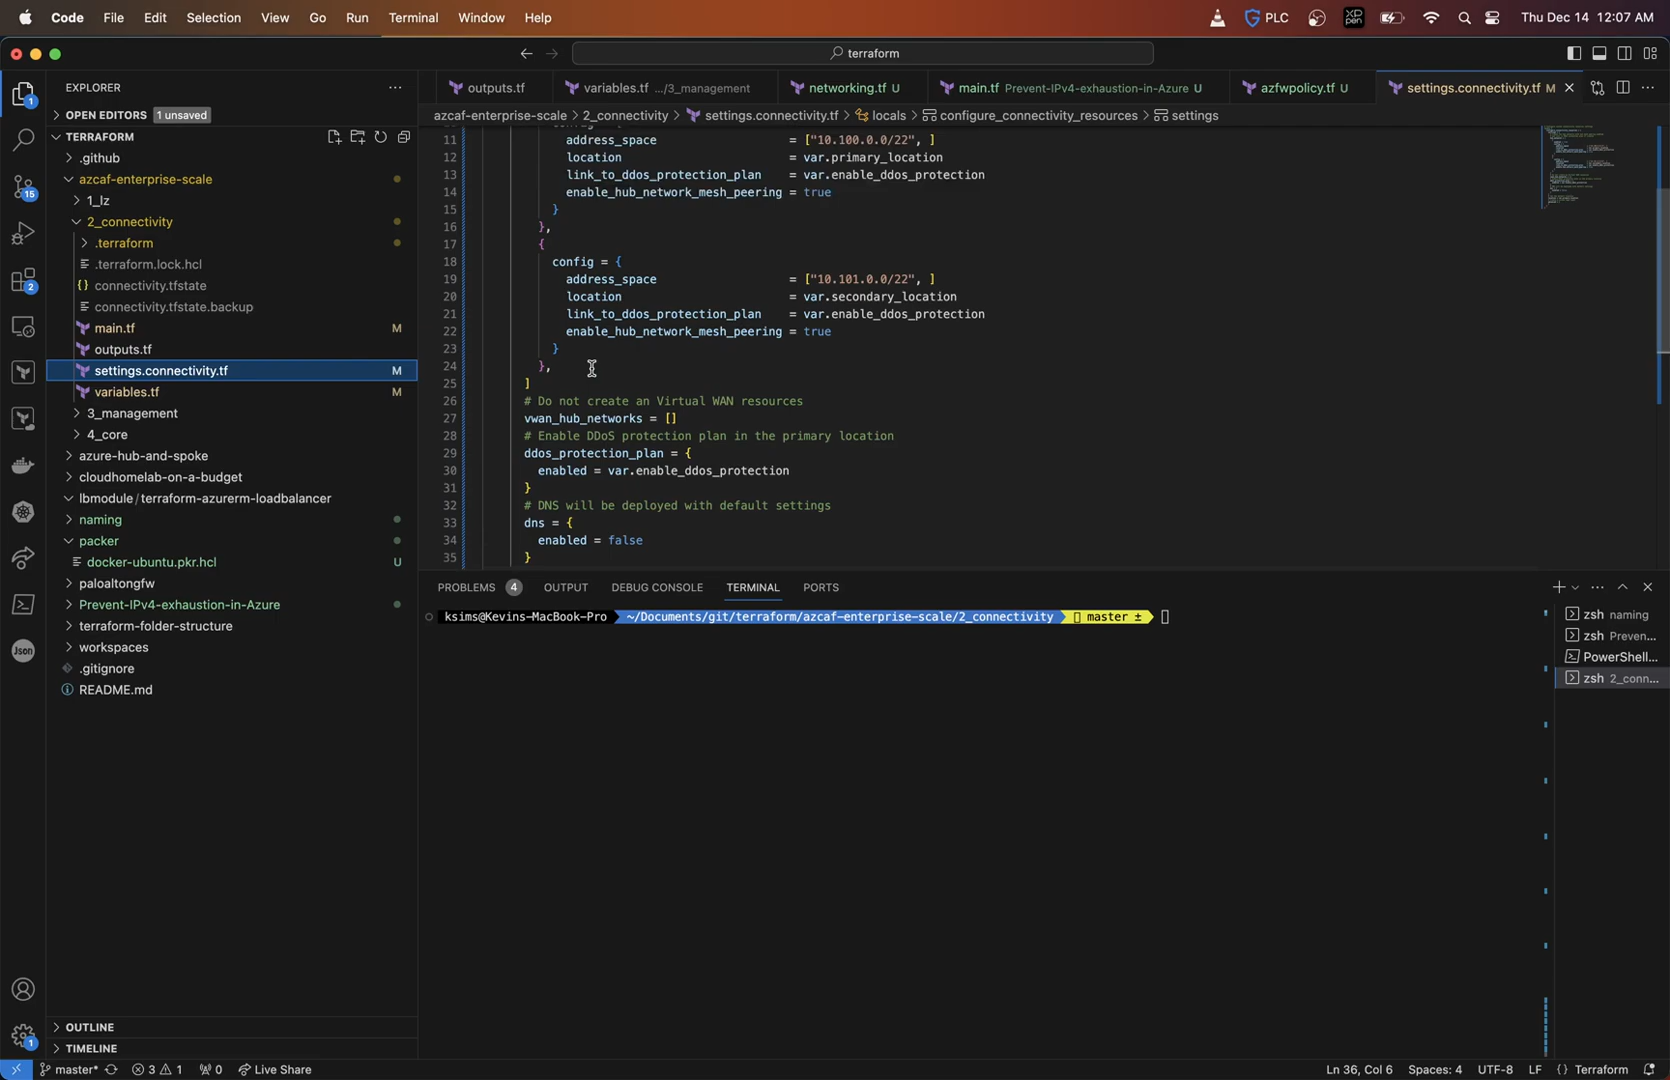 Code File Edit Selection View Go Run Terminal Window Help
PLC Thu Dec 14 12:07 AM
terraform
EXPLORER
OPEN EDITORS 1 unsaved
TERRAFORM
.github
azcaf-enterprise-scale
1_lz
2_connectivity
.terraform
.terraform.lock.hcl
connectivity.tfstate
connectivity.tfstate.backup
main.tf M
outputs.tf
settings.connectivity.tf M
variables.tf M
3_management
4_core
azure-hub-and-spoke
cloudhomelab-on-a-budget
lbmodule / terraform-azurerm-loadbalancer
naming
packer
docker-ubuntu.pkr.hcl U
paloaltongfw
Prevent-IPv4-exhaustion-in-Azure
terraform-folder-structure
workspaces
.gitignore
README.md
OUTLINE
TIMELINE
outputs.tf variables.tf .../3_management networking.tf U main.tf Prevent-IPv4-exhaustion-in-Azure U azfwpolicy.tf U settings.connectivity.tf M
azcaf-enterprise-scale > 2_connectivity > settings.connectivity.tf > locals > configure_connectivity_resources > settings
11 address_space = ["10.100.0.0/22", ]
12 location = var.primary_location
13 link_to_ddos_protection_plan = var.enable_ddos_protection
14 enable_hub_network_mesh_peering = true
15 }
16 },
17 {
18 config = {
19 address_space = ["10.101.0.0/22", ]
20 location = var.secondary_location
21 link_to_ddos_protection_plan = var.enable_ddos_protection
22 enable_hub_network_mesh_peering = true
23 }
24 },
25 ]
26 # Do not create an Virtual WAN resources
27 vwan_hub_networks = []
28 # Enable DDoS protection plan in the primary location
29 ddos_protection_plan = {
30 enabled = var.enable_ddos_protection
31 }
32 # DNS will be deployed with default settings
33 dns = {
34 enabled = false
35 }
PROBLEMS 4 OUTPUT DEBUG CONSOLE TERMINAL PORTS
ksims@Kevins-MacBook-Pro ~/Documents/git/terraform/azcaf-enterprise-scale/2_connectivity master ±
zsh naming
zsh Preven...
PowerShell...
zsh 2_conn...
master* 3 1 0 Live Share Ln 36, Col 6 Spaces: 4 UTF-8 LF {} Terraform